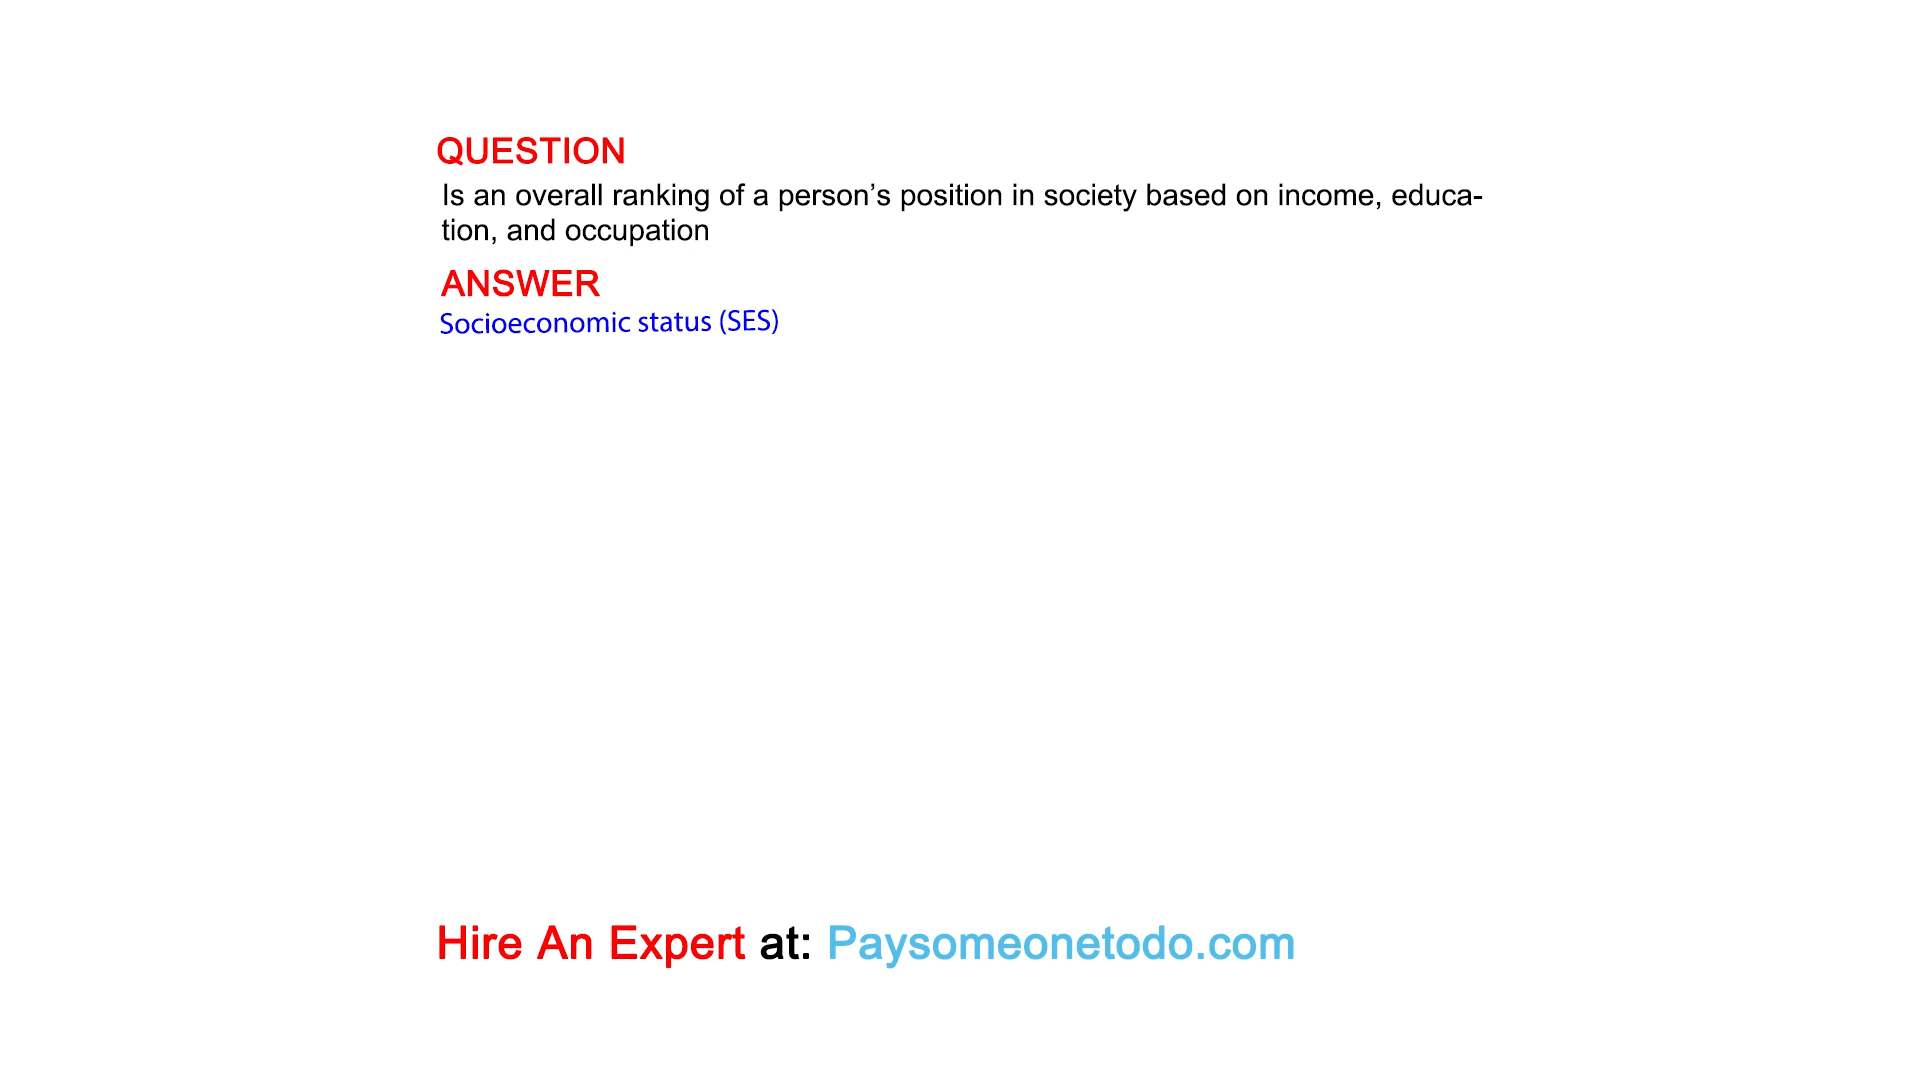 QUESTION
Is an overall ranking of a person’s position in society based on income, educa-
tion, and occupation
ANSWER
Socioeconomic status (SES)
Hire An Expert at: Paysomeonetodo.com